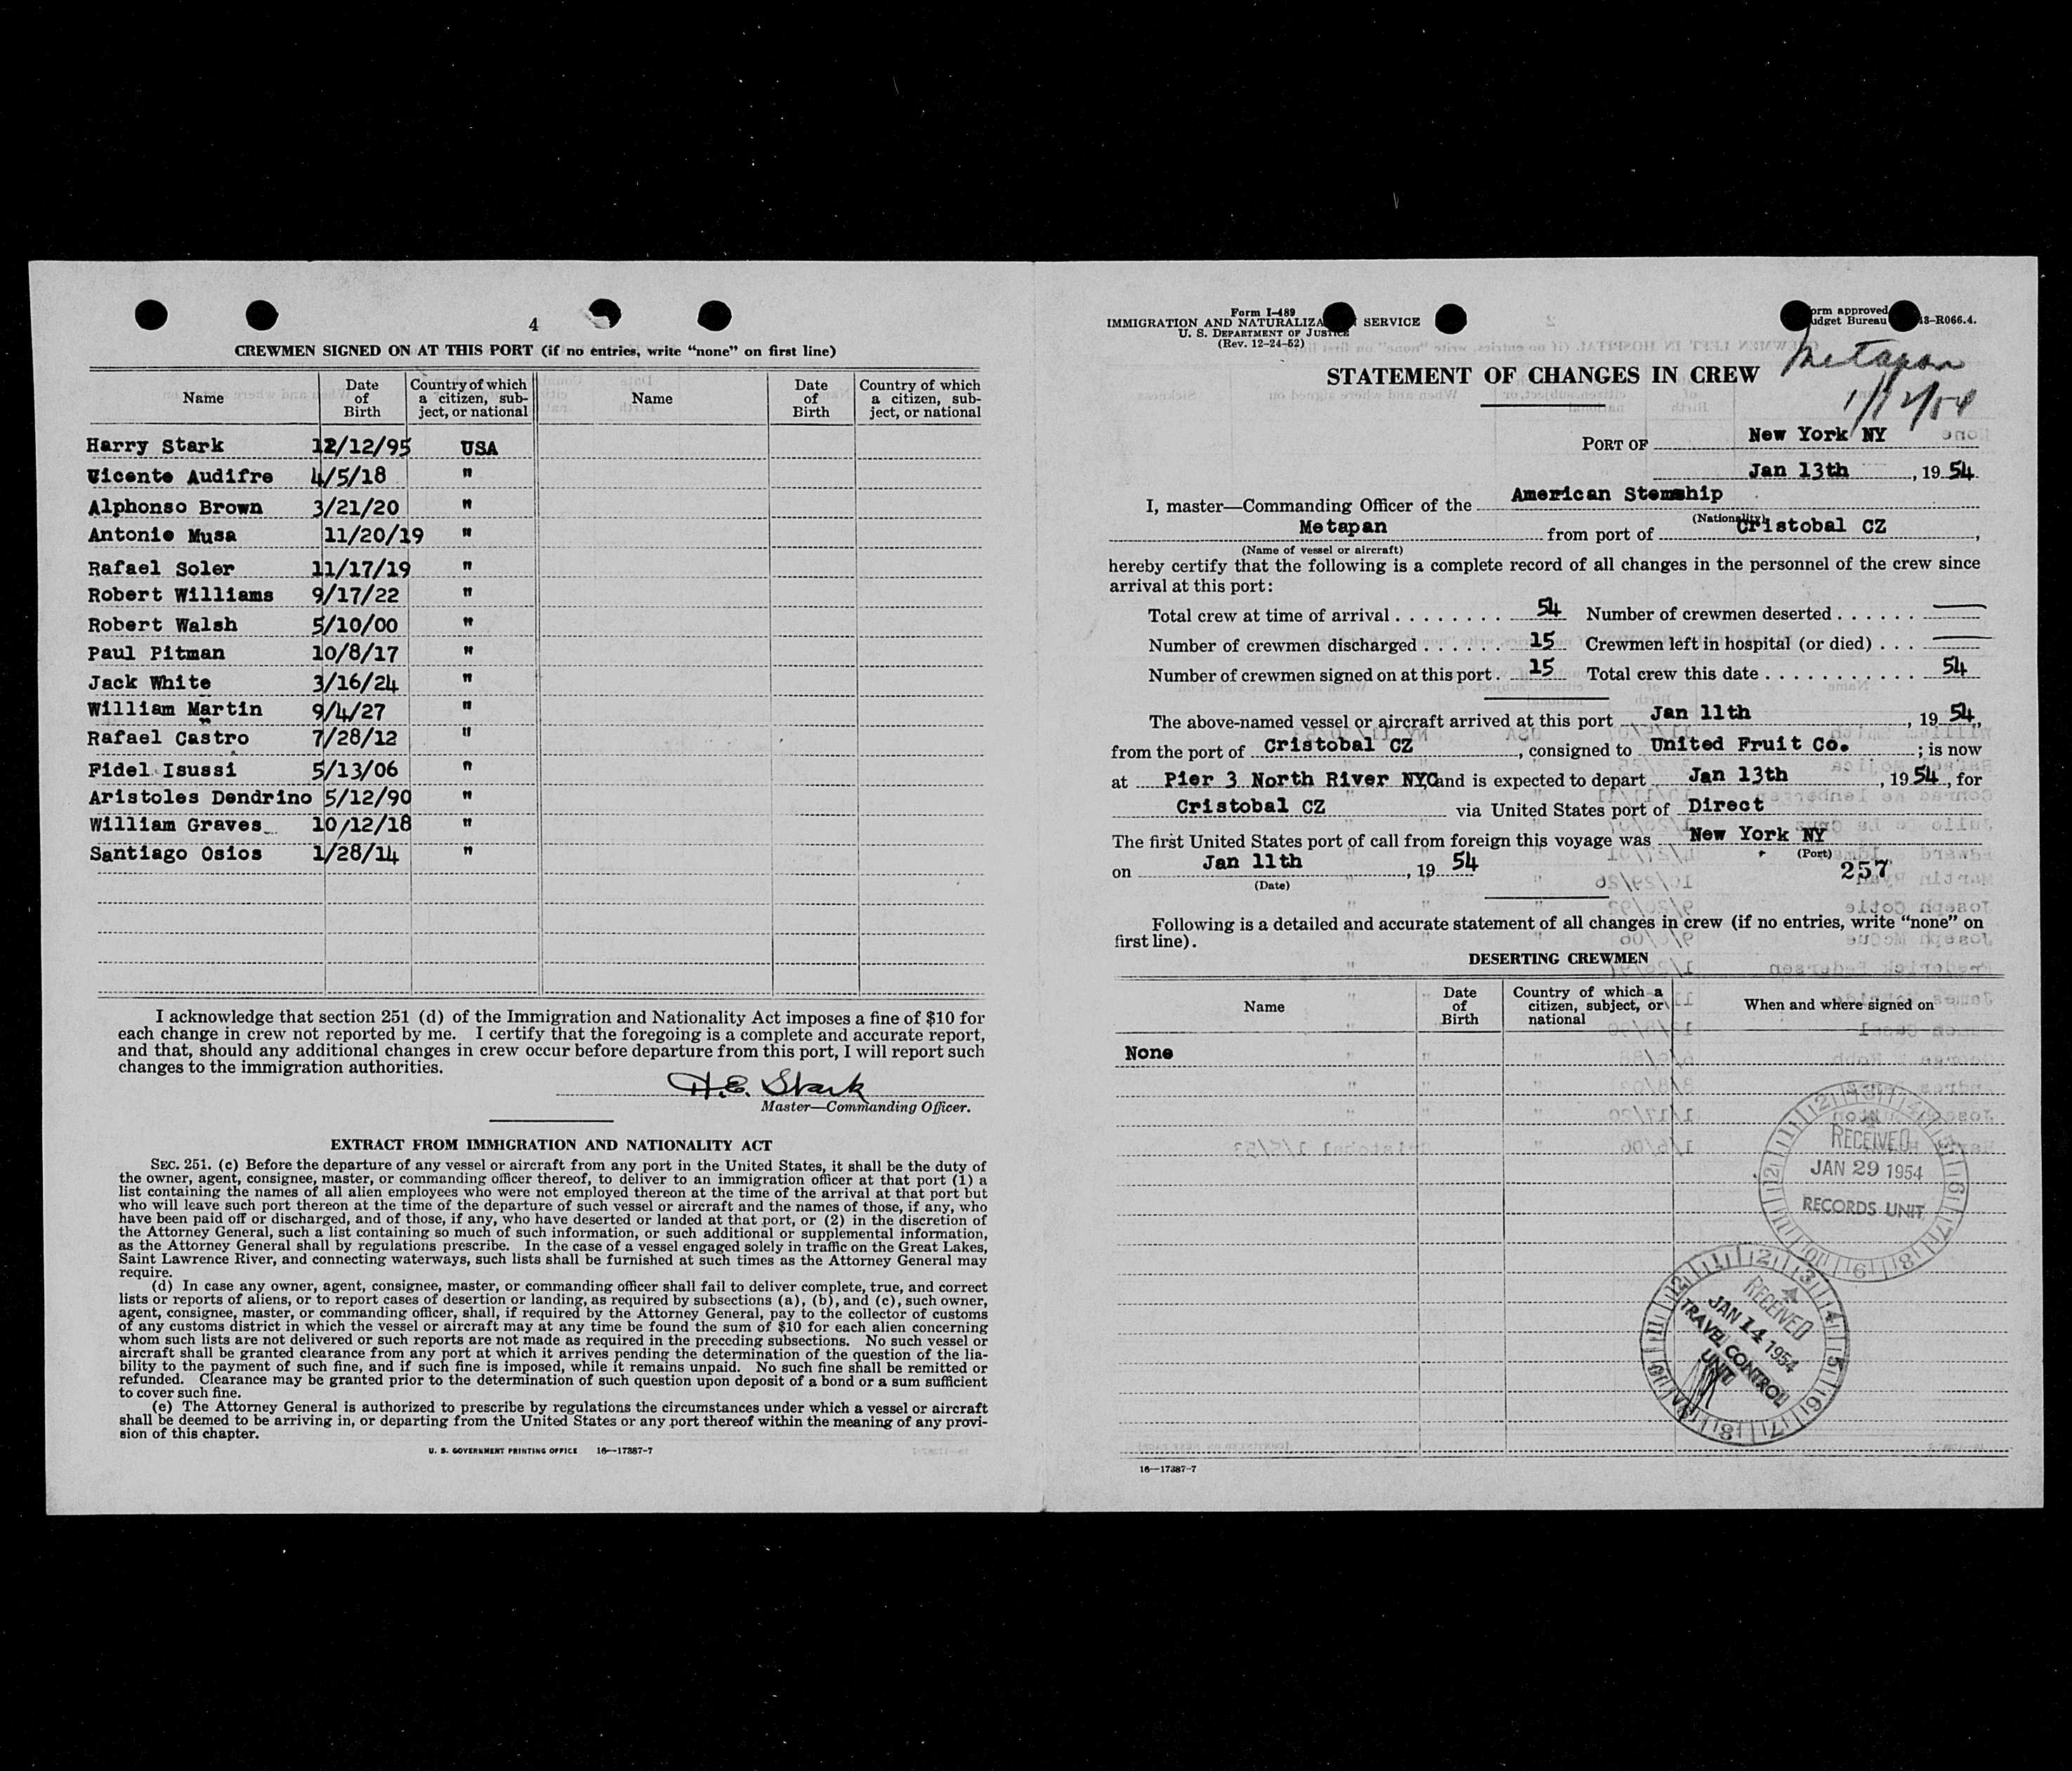 4
CREWMEN SIGNED ON AT THIS PORT (if no entries, write “none” on first line)
Name Date of Birth Country of which a citizen, subject, or national Name Date of Birth Country of which a citizen, subject, or national
Harry Stark 12/12/95 USA
Vicente Audifre 4/5/18 "
Alphonso Brown 3/21/20 "
Antonio Musa 11/20/19 "
Rafael Soler 11/17/19 "
Robert Williams 9/17/22 "
Robert Walsh 5/10/00 "
Paul Pitman 10/8/17 "
Jack White 3/16/24 "
William Martin 9/4/27 "
Rafael Castro 7/28/12 "
Fidel Isussi 5/13/06 "
Aristoles Dendrino 5/12/90 "
William Graves 10/12/18 "
Santiago Osios 1/28/14 "
I acknowledge that section 251 (d) of the Immigration and Nationality Act imposes a fine of $10 for
each change in crew not reported by me. I certify that the foregoing is a complete and accurate report,
and that, should any additional changes in crew occur before departure from this port, I will report such
changes to the immigration authorities.
H.E. Stark
Master—Commanding Officer.
EXTRACT FROM IMMIGRATION AND NATIONALITY ACT
SEC. 251. (c) Before the departure of any vessel or aircraft from any port in the United States, it shall be the duty of
the owner, agent, consignee, master, or commanding officer thereof, to deliver to an immigration officer at that port (1) a
list containing the names of all alien employees who were not employed thereon at the time of the arrival at that port but
who will leave such port thereon at the time of the departure of such vessel or aircraft and the names of those, if any, who
have been paid off or discharged, and of those, if any, who have deserted or landed at that port, or (2) in the discretion of
the Attorney General, such a list containing so much of such information, or such additional or supplemental information,
as the Attorney General shall by regulations prescribe. In the case of a vessel engaged solely in traffic on the Great Lakes,
Saint Lawrence River, and connecting waterways, such lists shall be furnished at such times as the Attorney General may
require.
(d) In case any owner, agent, consignee, master, or commanding officer shall fail to deliver complete, true, and correct
lists or reports of aliens, or to report cases of desertion or landing, as required by subsections (a), (b), and (c), such owner,
agent, consignee, master, or commanding officer, shall, if required by the Attorney General, pay to the collector of customs
of any customs district in which the vessel or aircraft may at any time be found the sum of $10 for each alien concerning
whom such lists are not delivered or such reports are not made as required in the preceding subsections. No such vessel or
aircraft shall be granted clearance from any port at which it arrives pending the determination of the question of the lia-
bility to the payment of such fine, and if such fine is imposed, while it remains unpaid. No such fine shall be remitted or
refunded. Clearance may be granted prior to the determination of such question upon deposit of a bond or a sum sufficient
to cover such fine.
(e) The Attorney General is authorized to prescribe by regulations the circumstances under which a vessel or aircraft
shall be deemed to be arriving in, or departing from the United States or any port thereof within the meaning of any provi-
sion of this chapter.
U. S. GOVERNMENT PRINTING OFFICE 16—17387-7
Form I-489
IMMIGRATION AND NATURALIZA SERVICE
U. S. DEPARTMENT OF JUSTICE
(Rev. 12-24-52)
orm approved
udget Bureau 43-R066.4.
Metapan
1/12/54
STATEMENT OF CHANGES IN CREW
PORT OF New York NY
Jan 13th, 19 54
I, master—Commanding Officer of the American Stemship
(Nationality)
Metapan from port of Cristobal CZ,
(Name of vessel or aircraft)
hereby certify that the following is a complete record of all changes in the personnel of the crew since
arrival at this port:
Total crew at time of arrival 54 Number of crewmen deserted —
Number of crewmen discharged 15 Crewmen left in hospital (or died) —
Number of crewmen signed on at this port 15 Total crew this date 54
The above-named vessel or aircraft arrived at this port Jan 11th, 19 54,
from the port of Cristobal CZ, consigned to United Fruit Co.; is now
at Pier 3 North River NYC and is expected to depart Jan 13th, 19 54, for
Cristobal CZ via United States port of Direct
The first United States port of call from foreign this voyage was New York NY
(Port)
on Jan 11th, 19 54
(Date)
257
Following is a detailed and accurate statement of all changes in crew (if no entries, write “none” on
first line).
DESERTING CREWMEN
Name Date of Birth Country of which a citizen, subject, or national When and where signed on
None
RECEIVED
JAN 29 1954
RECORDS UNIT
RECEIVED
JAN 14 1954
TRAVEL CONTROL
UNIT
16—17387-7